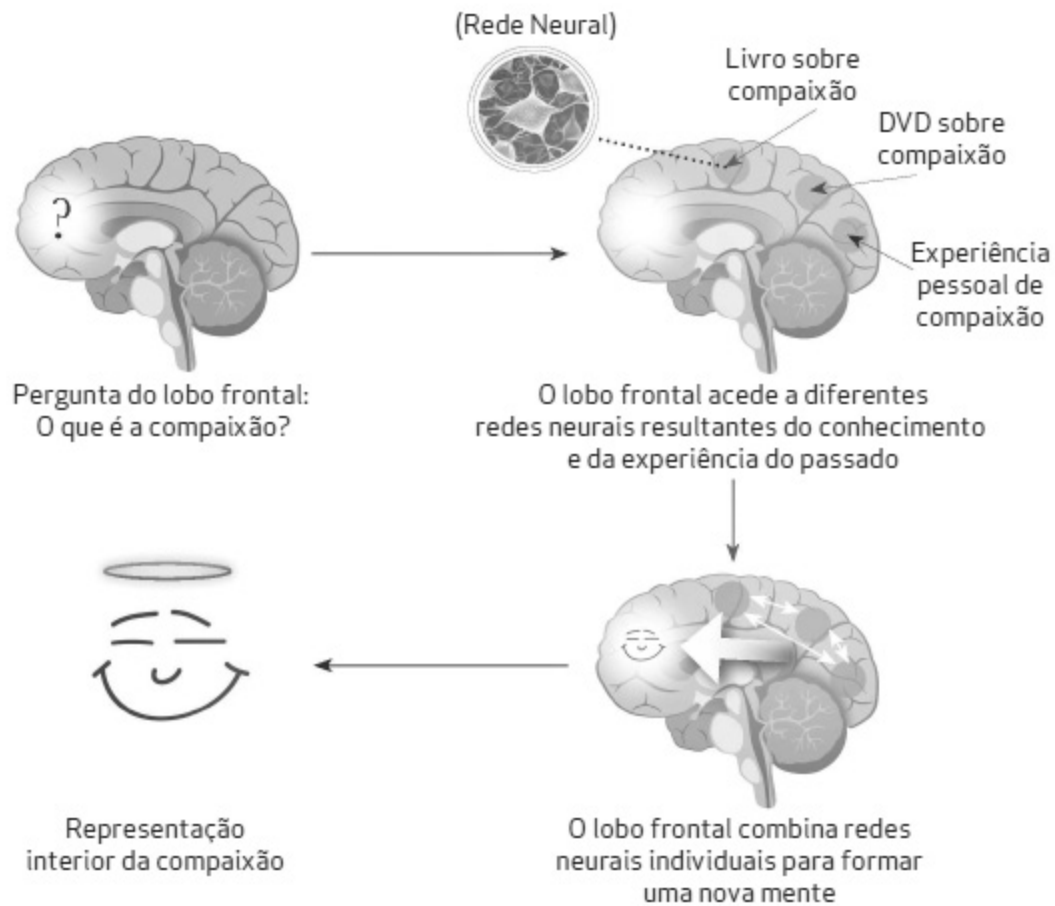 (Rede Neural)
Livro sobre
compaixão
DVD sobre
compaixão
Experiência
pessoal de
compaixão
?
Pergunta do lobo frontal:
O que é a compaixão?
O lobo frontal acede a diferentes
redes neurais resultantes do conhecimento
e da experiência do passado
O lobo frontal combina redes
neurais individuais para formar
uma nova mente
Representação
interior da compaixão